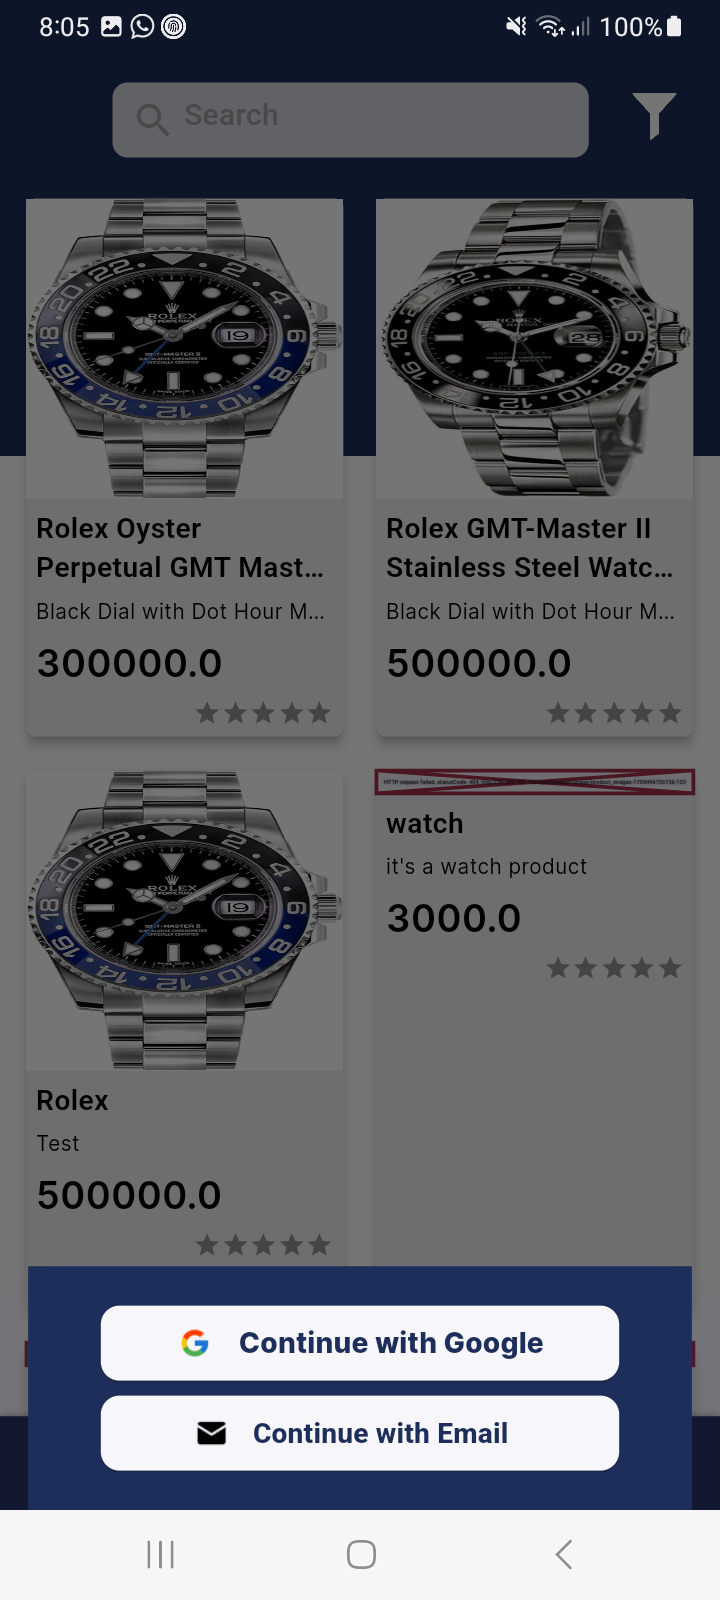 8:05
100%
Search
Rolex Oyster
Perpetual GMT Mast...
Black Dial with Dot Hour M...
300000.0
Rolex GMT-Master II
Stainless Steel Watc...
Black Dial with Dot Hour M...
500000.0
Rolex
Test
500000.0
HTTP request failed, statusCode: 404,
watch
it's a watch product
3000.0
Continue with Google
Continue with Email